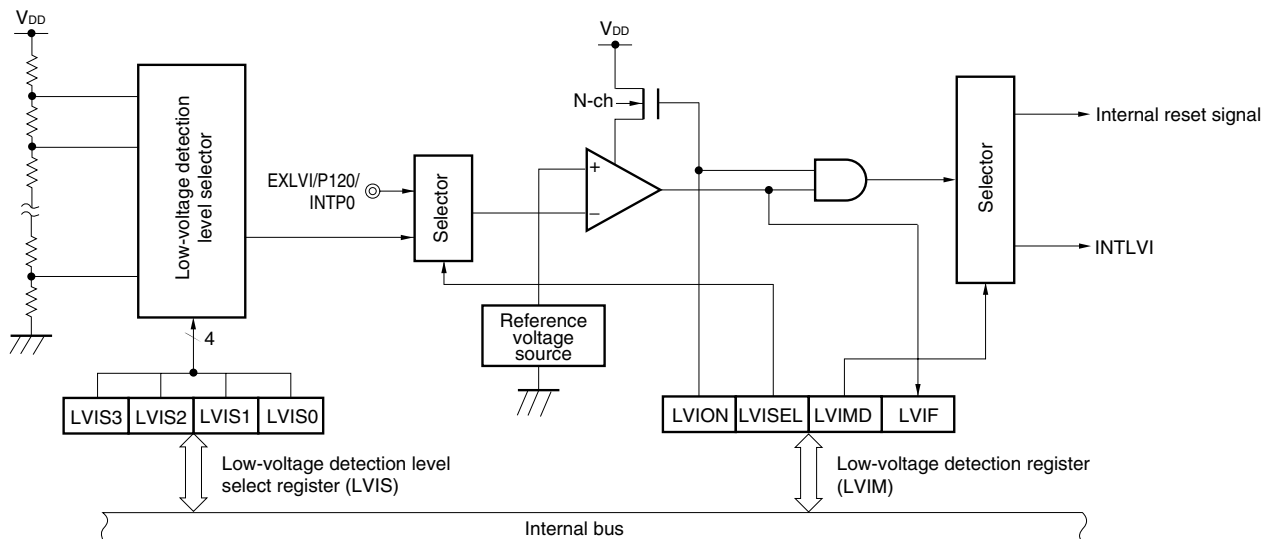 VDD
Low-voltage detection
level selector
4
LVIS3 LVIS2 LVIS1 LVIS0
Low-voltage detection level
select register (LVIS)
EXLVI/P120/
INTP0
Selector
VDD
N-ch
+
−
Reference
voltage
source
Selector
Internal reset signal
INTLVI
LVION LVISEL LVIMD LVIF
Low-voltage detection register
(LVIM)
Internal bus